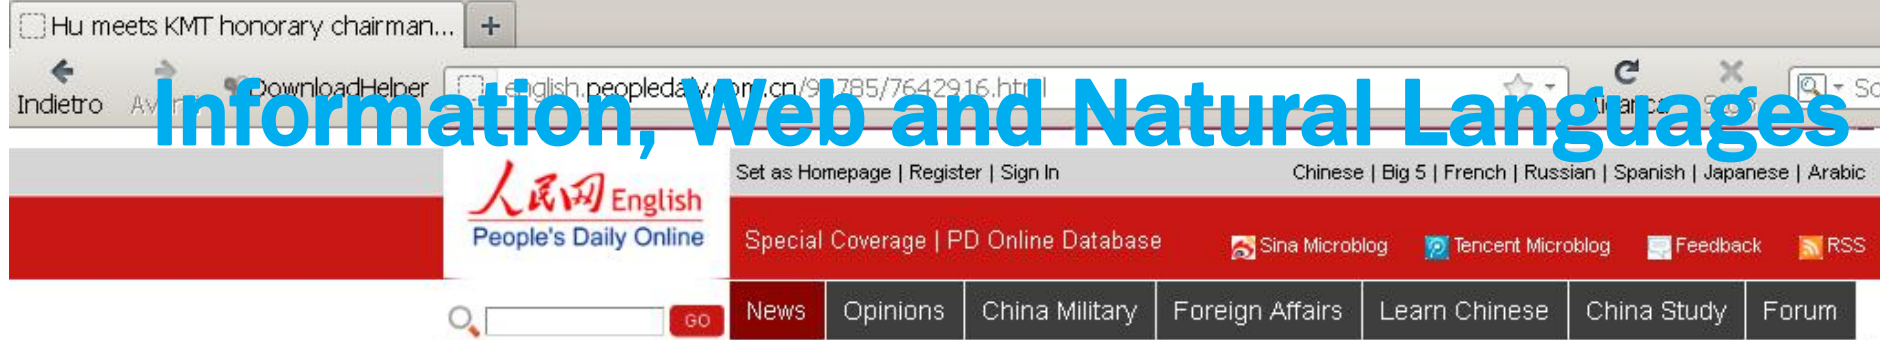 Hu meets KMT honorary chairman... +
Indietro
DownloadHelper
Information, Web and Natural Languages
Set as Homepage | Register | Sign In
Chinese | Big 5 | French | Russian | Spanish | Japanese | Arabic
人民网 English
People's Daily Online
Special Coverage | PD Online Database
Sina Microblog
Tencent Microblog
Feedback
RSS
GO
News
Opinions
China Military
Foreign Affairs
Learn Chinese
China Study
Forum